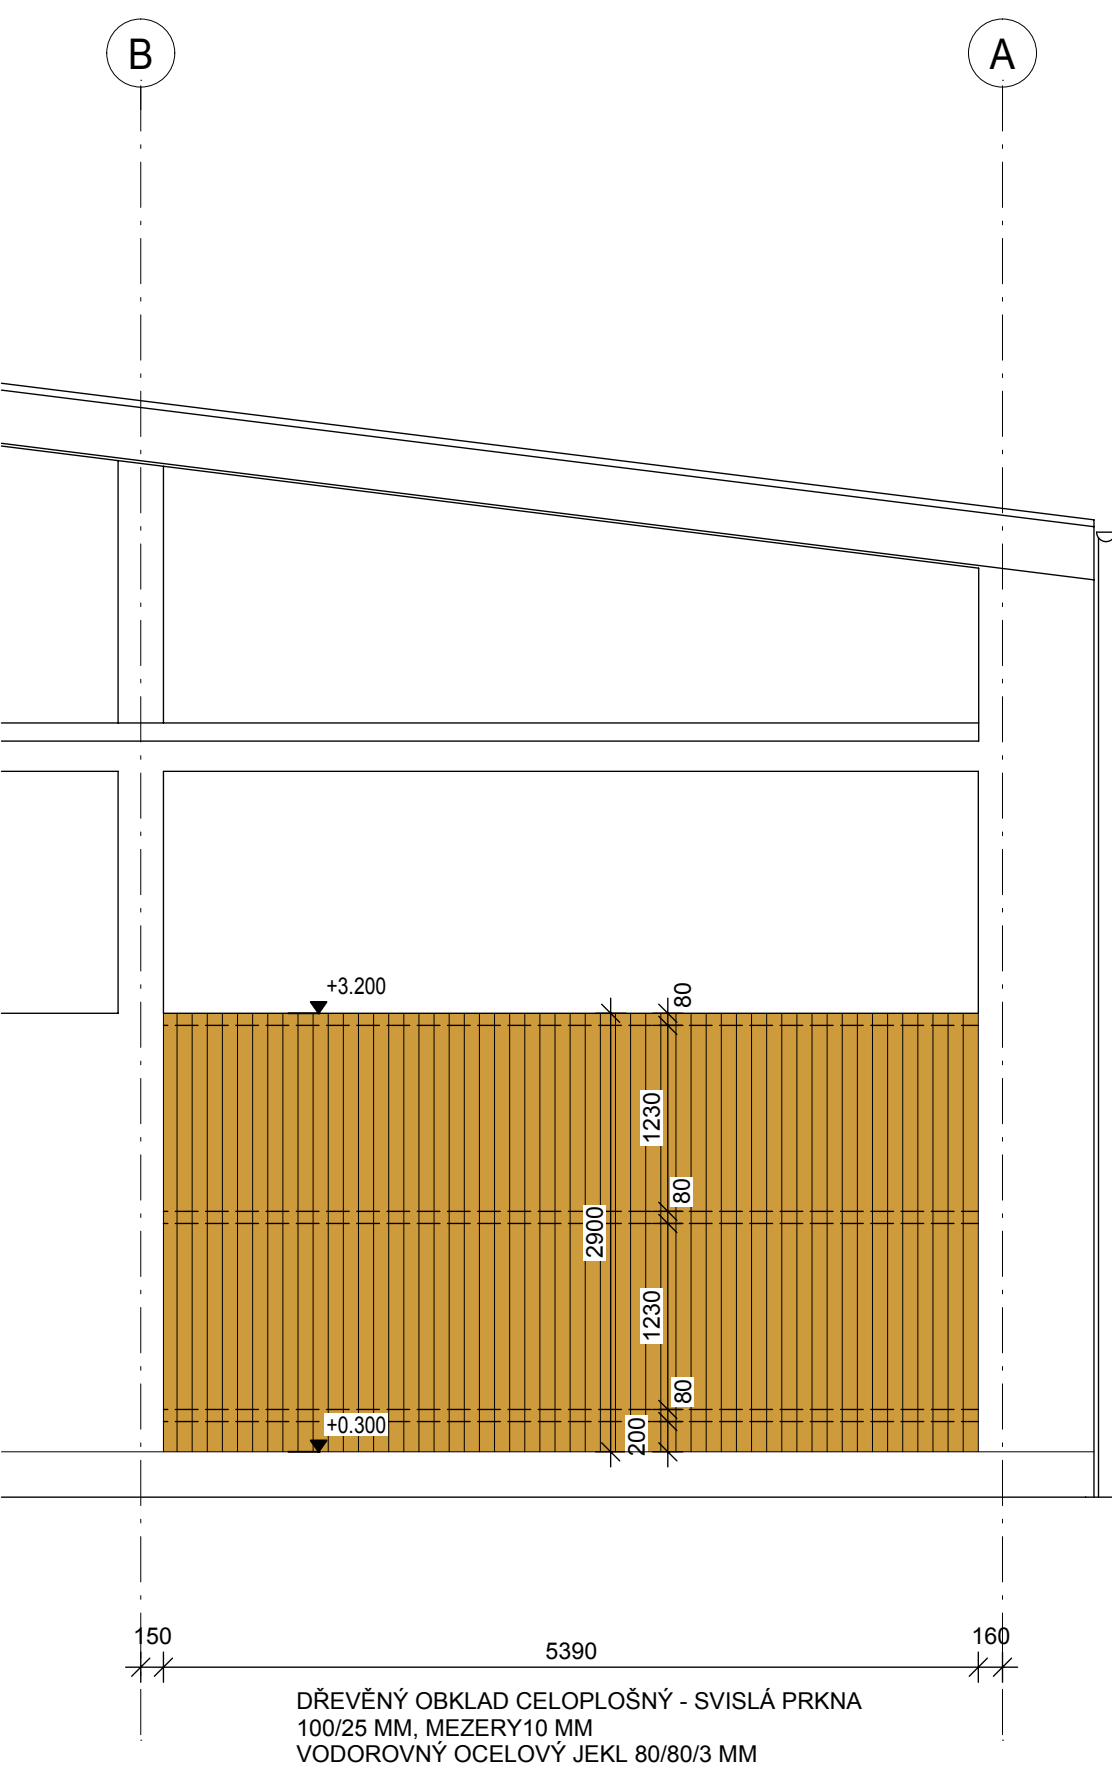 B
A
+3.200
80
1230
80
2900
1230
80
+0.300
200
150
5390
160
DŘEVĚNÝ OBKLAD CELOPLOŠNÝ - SVISLÁ PRKNA
100/25 MM, MEZERY10 MM
VODOROVNÝ OCELOVÝ JEKL 80/80/3 MM